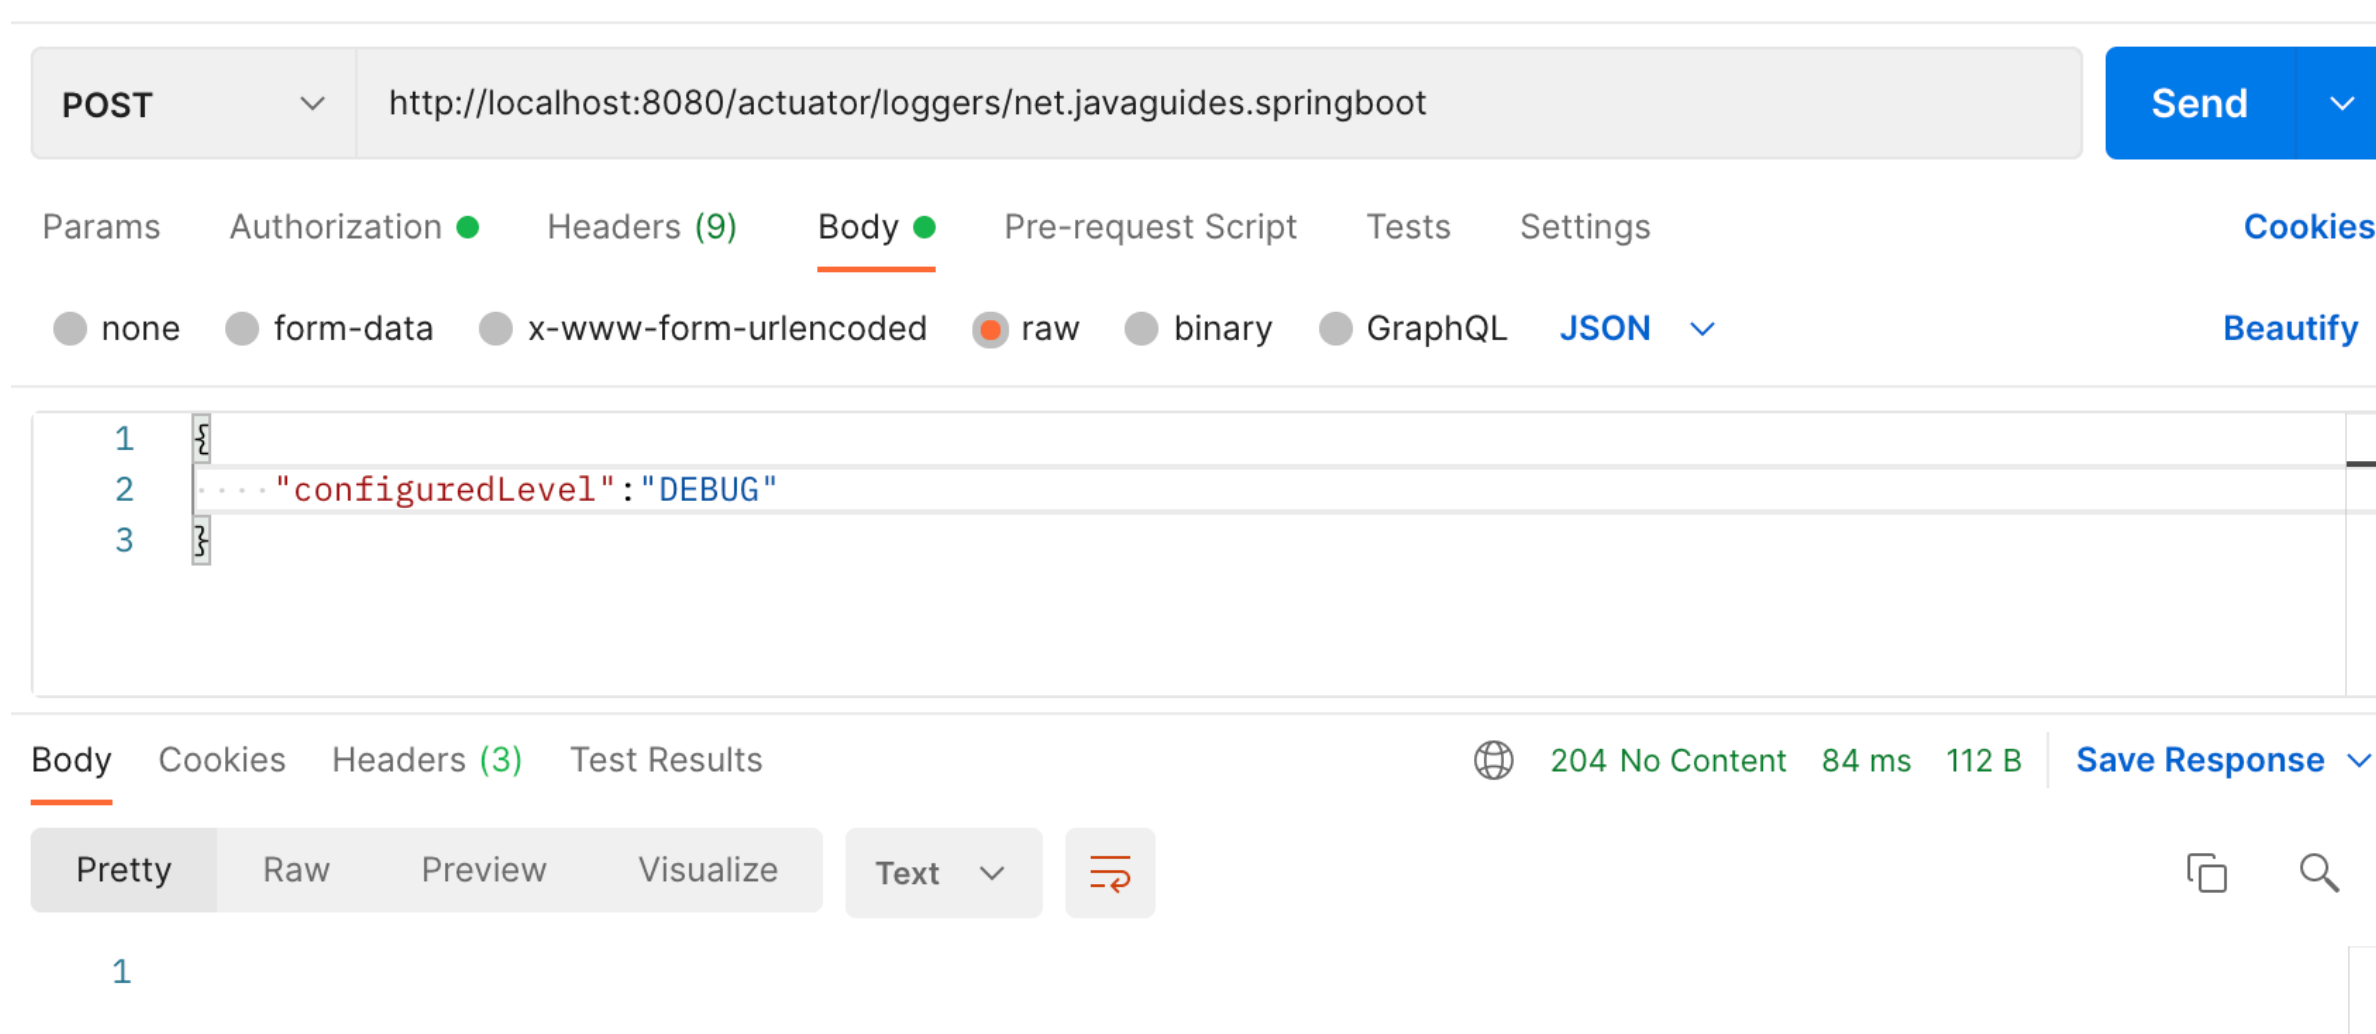 POST http://localhost:8080/actuator/loggers/net.javaguides.springboot Send
Params Authorization Headers (9) Body Pre-request Script Tests Settings Cookies
none form-data x-www-form-urlencoded raw binary GraphQL JSON Beautify
1 {
2 "configuredLevel":"DEBUG"
3 }
Body Cookies Headers (3) Test Results 204 No Content 84 ms 112 B Save Response
Pretty Raw Preview Visualize Text
1